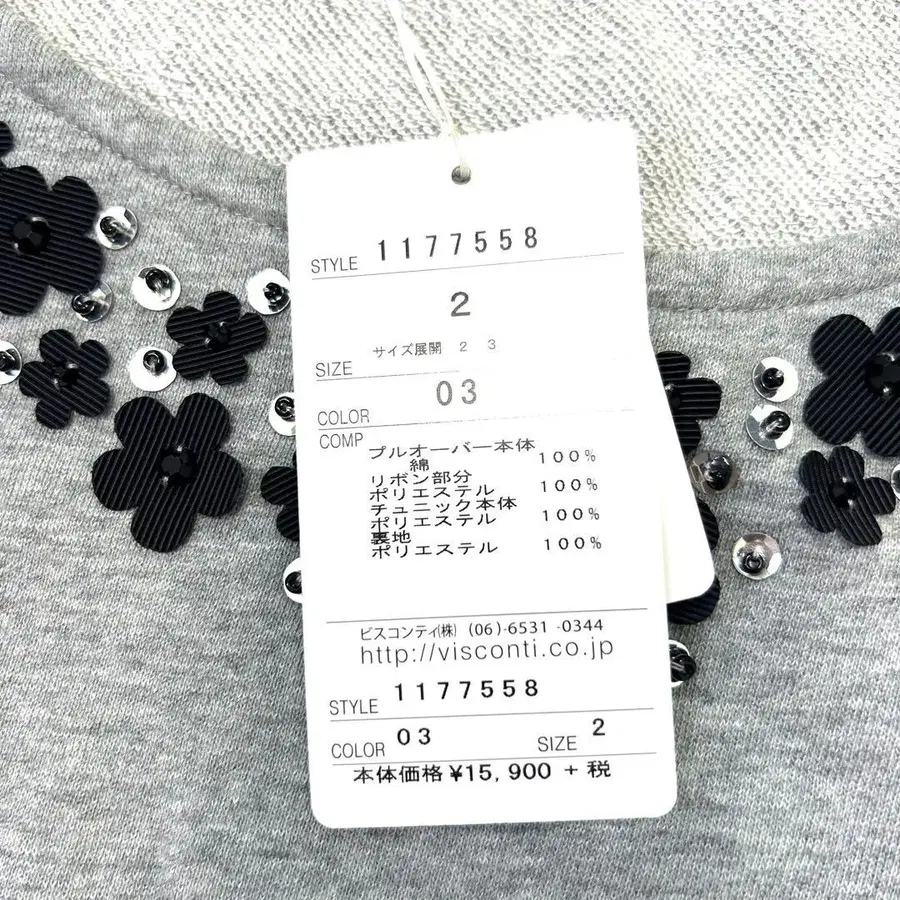 STYLE 1177558
2
SIZE サイズ展開 2 3
COLOR 03
COMP
プルオーバー本体
綿 100%
リボン部分
ポリエステル 100%
チュニック本体
ポリエステル 100%
裏地
ポリエステル 100%
ビスコンティ㈱ (06)-6531-0344
http://visconti.co.jp
STYLE 1177558
COLOR 03 SIZE 2
本体価格¥15,900 + 税